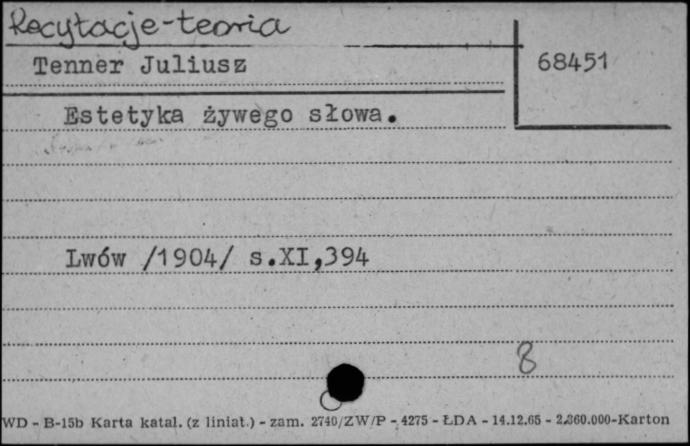 Recytacje-teoria
68451
Tenner Juliusz
Estetyka żywego słowa.
Lwów /1904/ s.XI,394
8
WD - B-15b Karta katal. (z liniat.) - zam. 2740/ZW/P - 4275 - ŁDA - 14.12.65 - 2.860.000-Karton